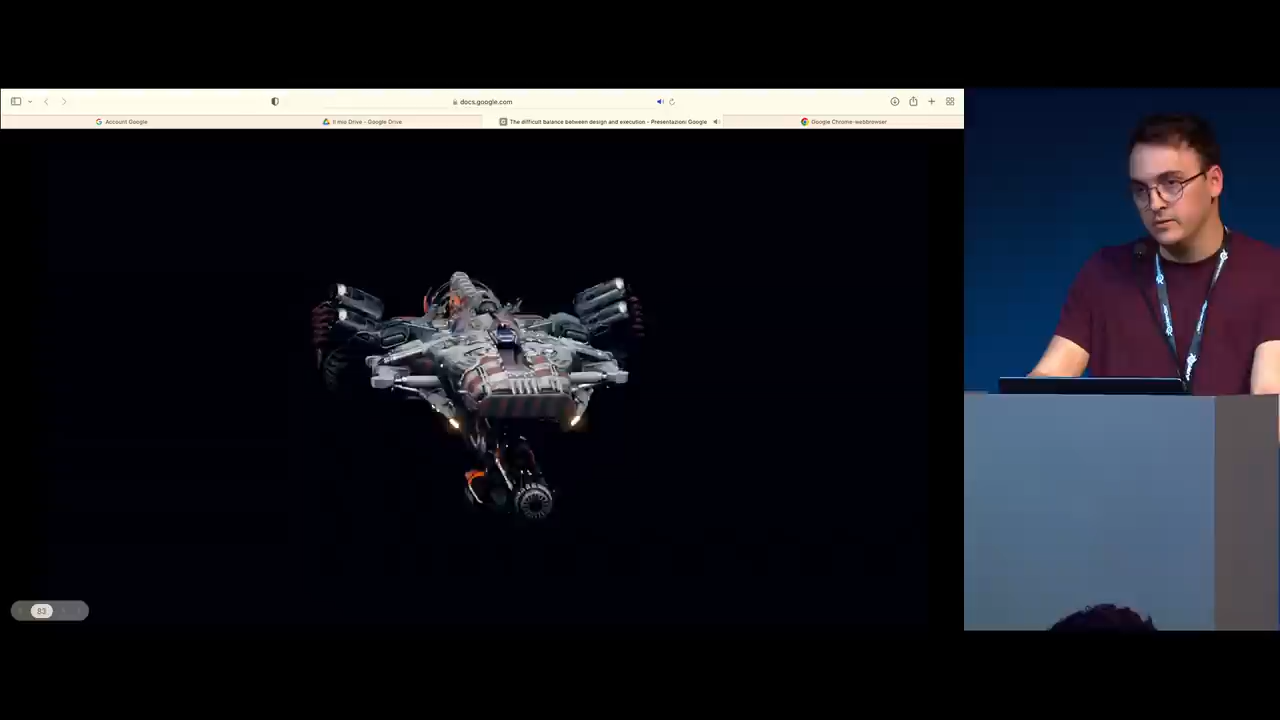 docs.google.com
Account Google
Il mio Drive - Google Drive
The difficult balance between design and execution - Presentazioni Google
Google Chrome-webbrowser
83